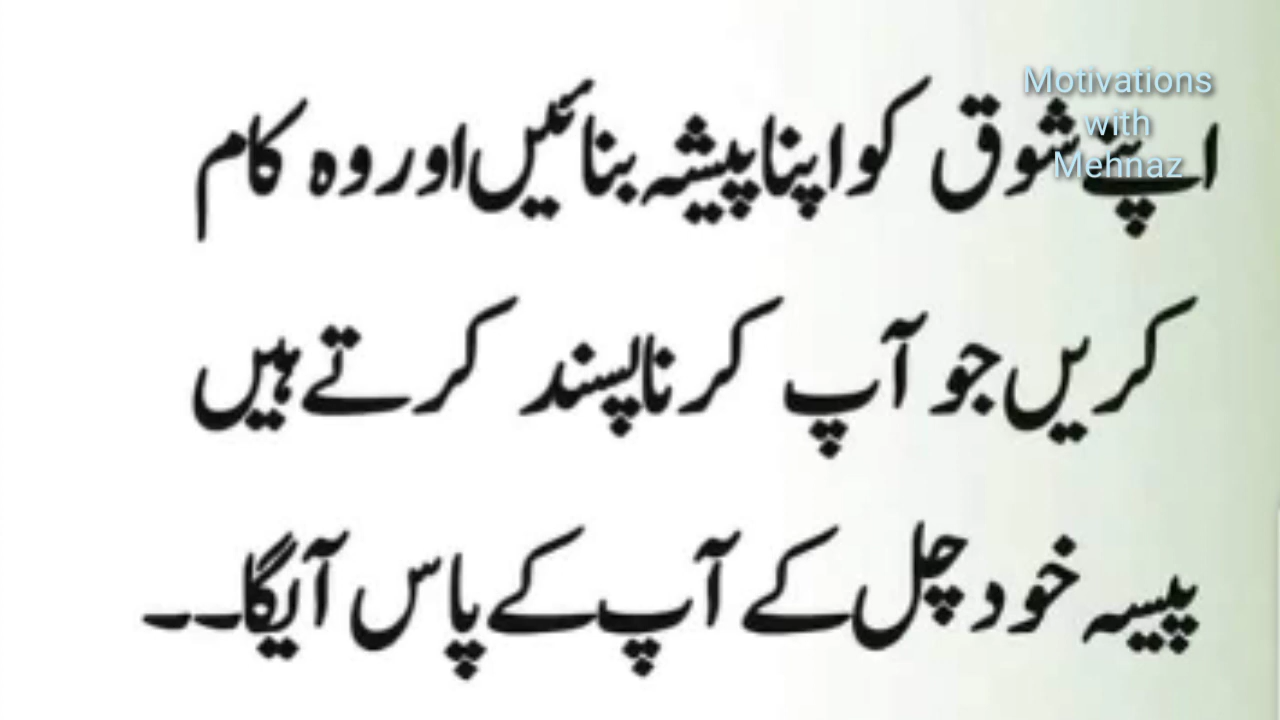 Motivations
with
Mehnaz
اپنے شوق کو اپنا پیشہ بنائیں اور وہ کام
کریں جو آپ کرنا پسند کرتے ہیں
پیسہ خود چل کے آپ کے پاس آیگا۔۔